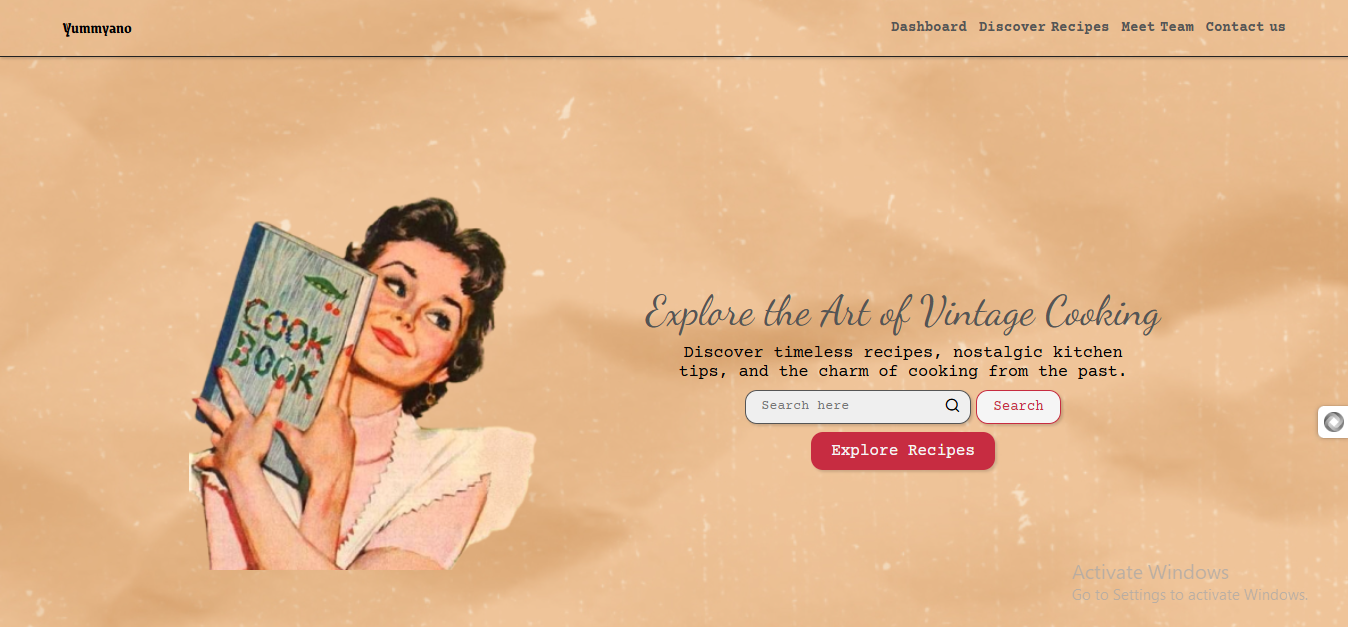 Yummyano
Dashboard Discover Recipes Meet Team Contact us
COOK
BOOK
Explore the Art of Vintage Cooking
Discover timeless recipes, nostalgic kitchen
tips, and the charm of cooking from the past.
Search here
Search
Explore Recipes
Activate Windows
Go to Settings to activate Windows.